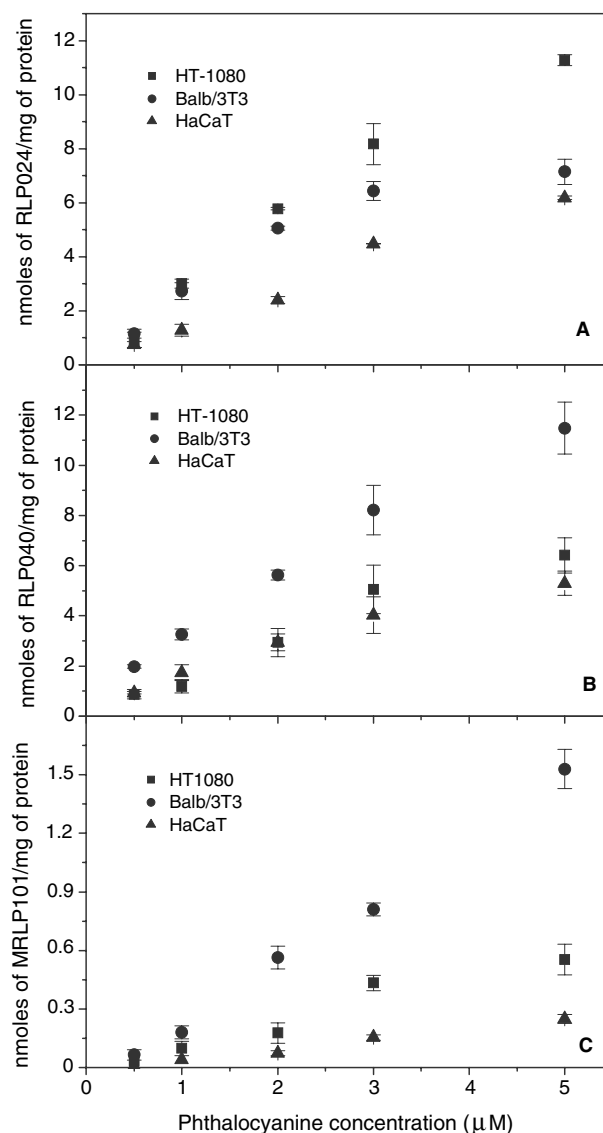 12
10
8
6
4
2
0
nmoles of RLP024/mg of protein
HT-1080
Balb/3T3
HaCaT
A
12
10
8
6
4
2
0
nmoles of RLP040/mg of protein
HT-1080
Balb/3T3
HaCaT
B
1.5
1.2
0.9
0.6
0.3
0
nmoles of MRLP101/mg of protein
HT1080
Balb/3T3
HaCaT
C
0 1 2 3 4 5
Phthalocyanine concentration (μM)